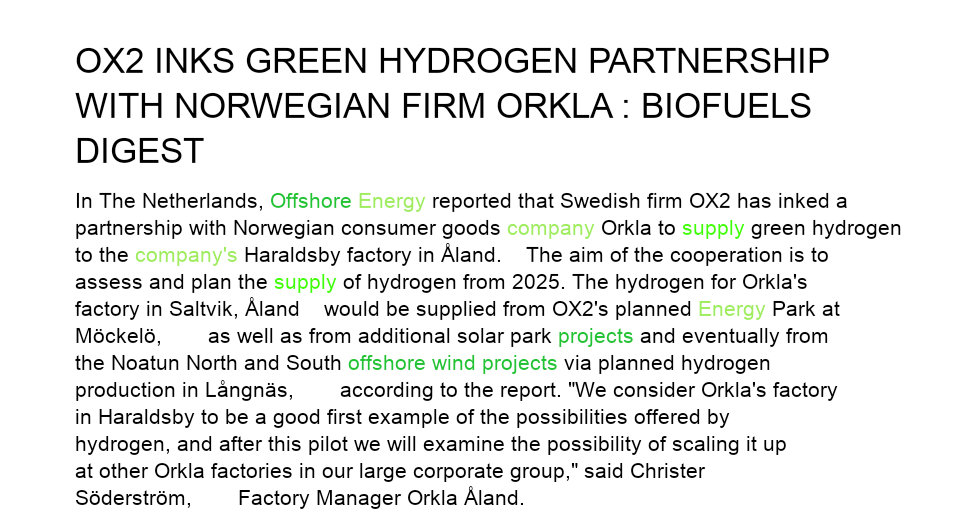 OX2 INKS GREEN HYDROGEN PARTNERSHIP
WITH NORWEGIAN FIRM ORKLA : BIOFUELS
DIGEST
In The Netherlands, Offshore Energy reported that Swedish firm OX2 has inked a
partnership with Norwegian consumer goods company Orkla to supply green hydrogen
to the company's Haraldsby factory in Åland. The aim of the cooperation is to
assess and plan the supply of hydrogen from 2025. The hydrogen for Orkla's
factory in Saltvik, Åland would be supplied from OX2's planned Energy Park at
Möckelö, as well as from additional solar park projects and eventually from
the Noatun North and South offshore wind projects via planned hydrogen
production in Långnäs, according to the report. "We consider Orkla's factory
in Haraldsby to be a good first example of the possibilities offered by
hydrogen, and after this pilot we will examine the possibility of scaling it up
at other Orkla factories in our large corporate group," said Christer
Söderström, Factory Manager Orkla Åland.